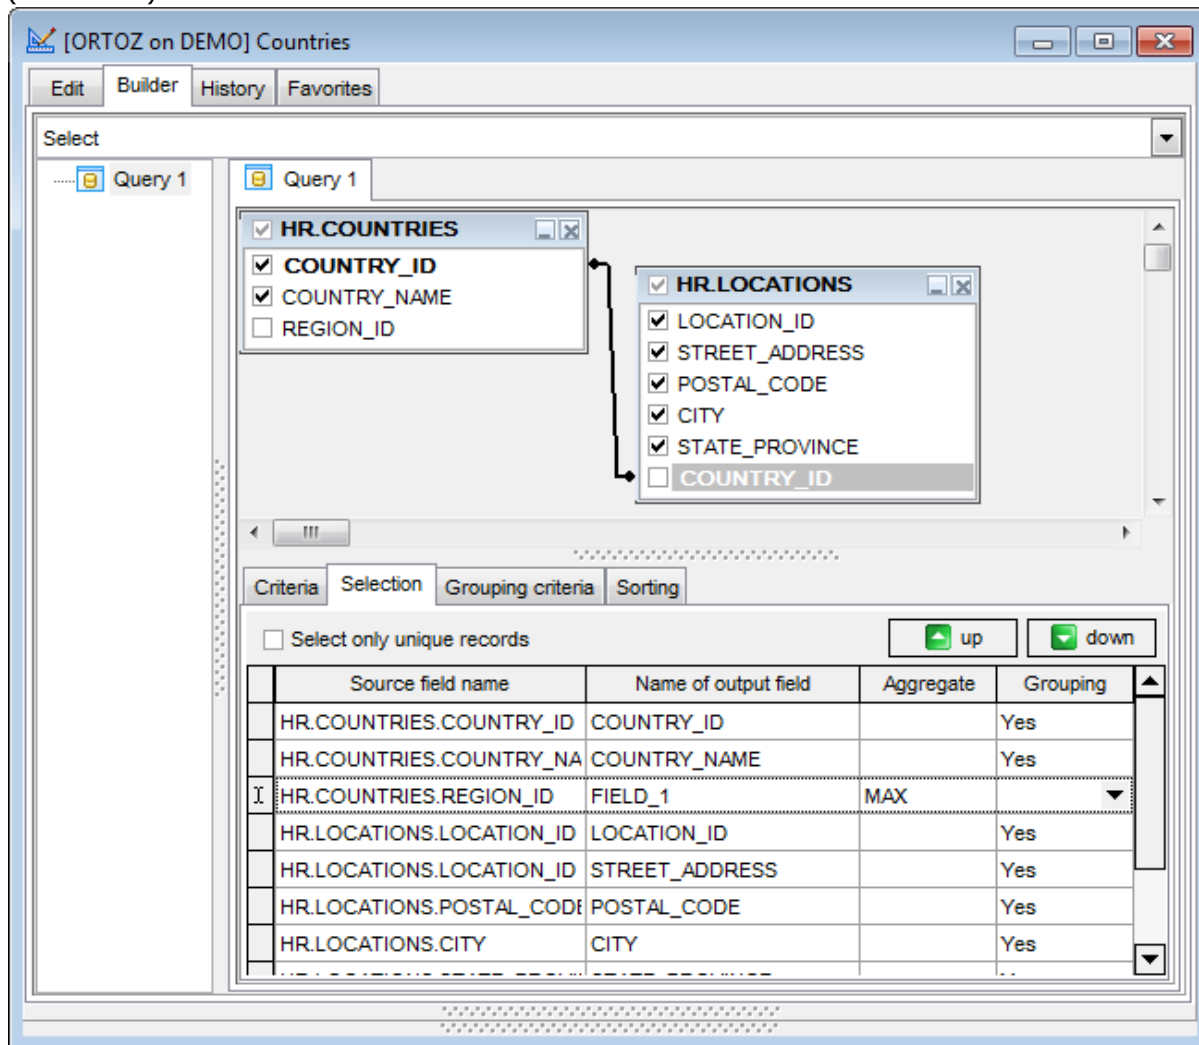 [ORTOZ on DEMO] Countries
Edit Builder History Favorites
Select
Query 1
Query 1
HR.COUNTRIES
COUNTRY_ID
COUNTRY_NAME
REGION_ID
HR.LOCATIONS
LOCATION_ID
STREET_ADDRESS
POSTAL_CODE
CITY
STATE_PROVINCE
COUNTRY_ID
Criteria Selection Grouping criteria Sorting
Select only unique records up down
Source field name Name of output field Aggregate Grouping
HR.COUNTRIES.COUNTRY_ID COUNTRY_ID Yes
HR.COUNTRIES.COUNTRY_NA COUNTRY_NAME Yes
HR.COUNTRIES.REGION_ID FIELD_1 MAX
HR.LOCATIONS.LOCATION_ID LOCATION_ID Yes
HR.LOCATIONS.LOCATION_ID STREET_ADDRESS Yes
HR.LOCATIONS.POSTAL_CODE POSTAL_CODE Yes
HR.LOCATIONS.CITY CITY Yes